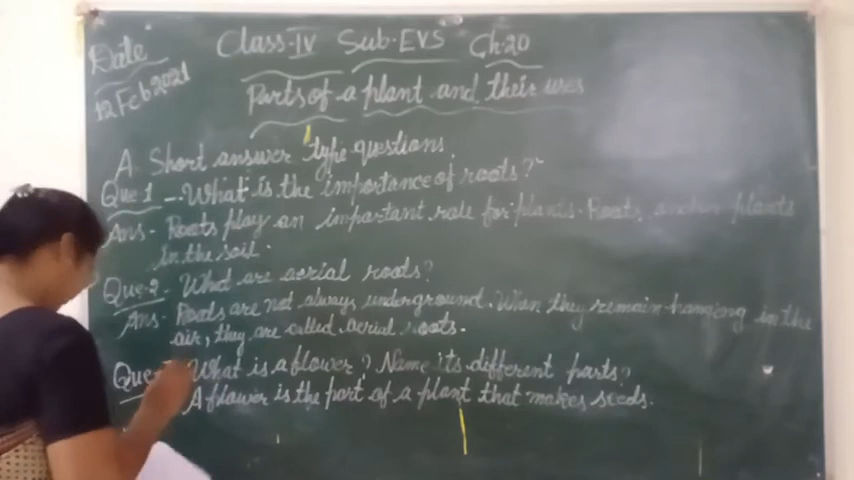 Date
12 Feb 2021
Class-IV Sub-EVS Ch-20
Parts of a plant and their uses
A. Short answer type questions
Que.1 - What is the importance of roots?
Ans - Roots play an important role for plants. Roots anchor plants
in the soil.
Que-2. What are aerial roots?
Ans - Roots are not always underground. When they remain hanging in the
air, they are called aerial roots.
Que What is a flower? Name its different parts?
A flower is the part of a plant that makes seeds.